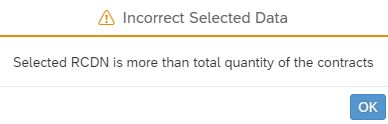 Incorrect Selected Data
Selected RCDN is more than total quantity of the contracts
OK